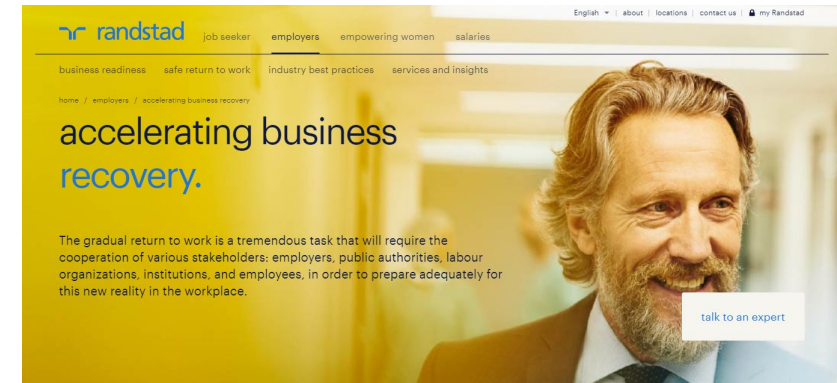 English | about | locations | contact us | my Randstad
randstad
job seeker employers empowering women salaries
business readiness safe return to work industry best practices services and insights
home / employers / accelerating business recovery
accelerating business
recovery.
The gradual return to work is a tremendous task that will require the
cooperation of various stakeholders: employers, public authorities, labour
organizations, institutions, and employees, in order to prepare adequately for
this new reality in the workplace.
talk to an expert